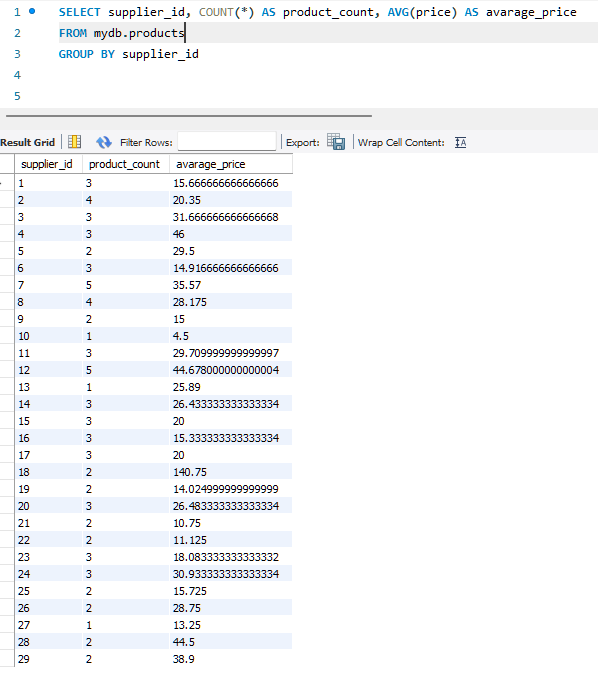 1 SELECT supplier_id, COUNT(*) AS product_count, AVG(price) AS avarage_price
2 FROM mydb.products
3 GROUP BY supplier_id
4
5
Result Grid Filter Rows: Export: Wrap Cell Content: IA
supplier_id product_count avarage_price
1 3 15.666666666666666
2 4 20.35
3 3 31.666666666666668
4 3 46
5 2 29.5
6 3 14.916666666666666
7 5 35.57
8 4 28.175
9 2 15
10 1 4.5
11 3 29.709999999999997
12 5 44.678000000000004
13 1 25.89
14 3 26.433333333333334
15 3 20
16 3 15.333333333333334
17 3 20
18 2 140.75
19 2 14.024999999999999
20 3 26.483333333333334
21 2 10.75
22 2 11.125
23 3 18.083333333333332
24 3 30.933333333333334
25 2 15.725
26 2 28.75
27 1 13.25
28 2 44.5
29 2 38.9